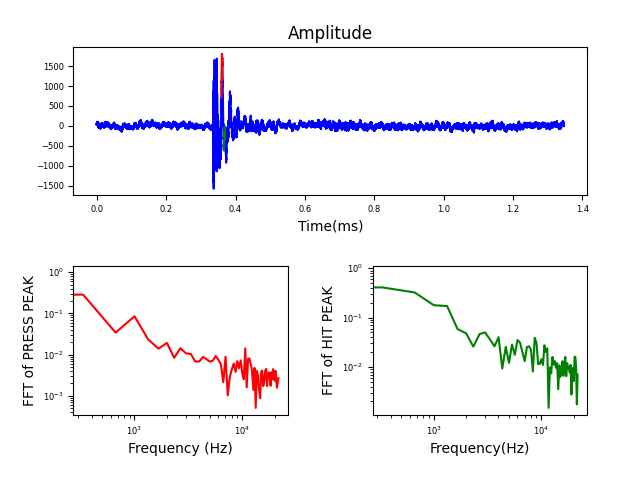 Amplitude
1500
1000
500
0
−500
−1000
−1500
0.0 0.2 0.4 0.6 0.8 1.0 1.2 1.4
Time(ms)
FFT of PRESS PEAK
10⁰
10⁻¹
10⁻²
10⁻³
10³ 10⁴
Frequency (Hz)
FFT of HIT PEAK
10⁰
10⁻¹
10⁻²
10³ 10⁴
Frequency(Hz)